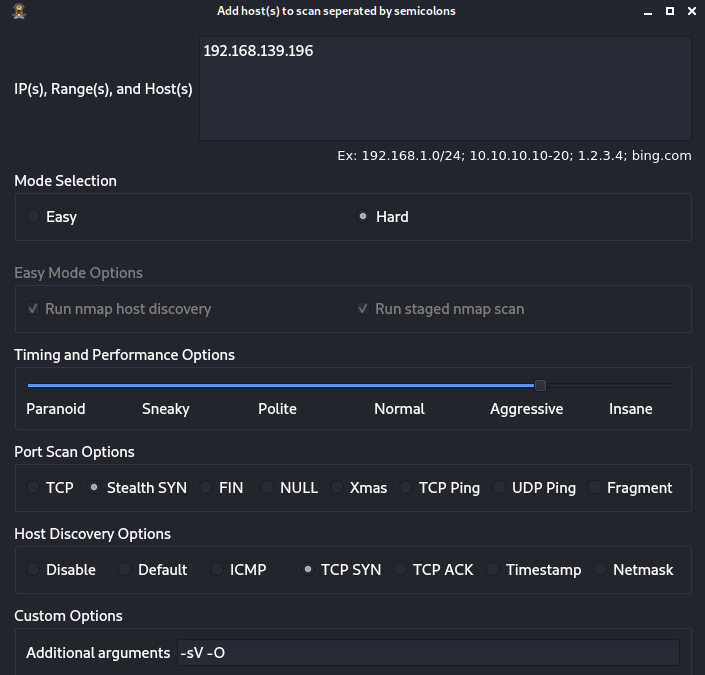 Add host(s) to scan seperated by semicolons
192.168.139.196
IP(s), Range(s), and Host(s)
Ex: 192.168.1.0/24; 10.10.10.10-20; 1.2.3.4; bing.com
Mode Selection
Easy Hard
Easy Mode Options
Run nmap host discovery Run staged nmap scan
Timing and Performance Options
Paranoid Sneaky Polite Normal Aggressive Insane
Port Scan Options
TCP Stealth SYN FIN NULL Xmas TCP Ping UDP Ping Fragment
Host Discovery Options
Disable Default ICMP TCP SYN TCP ACK Timestamp Netmask
Custom Options
Additional arguments -sV -O